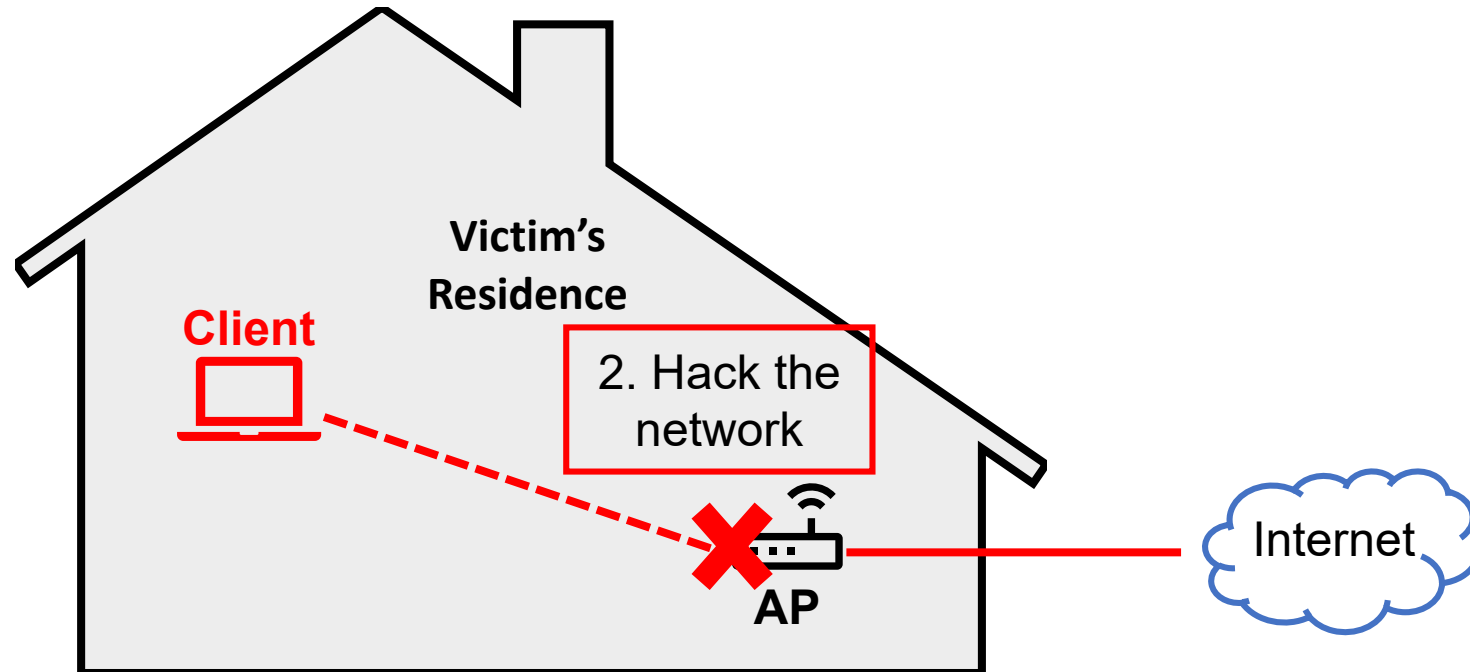 Victim’s
Residence
Client
2. Hack the
network
Internet
AP